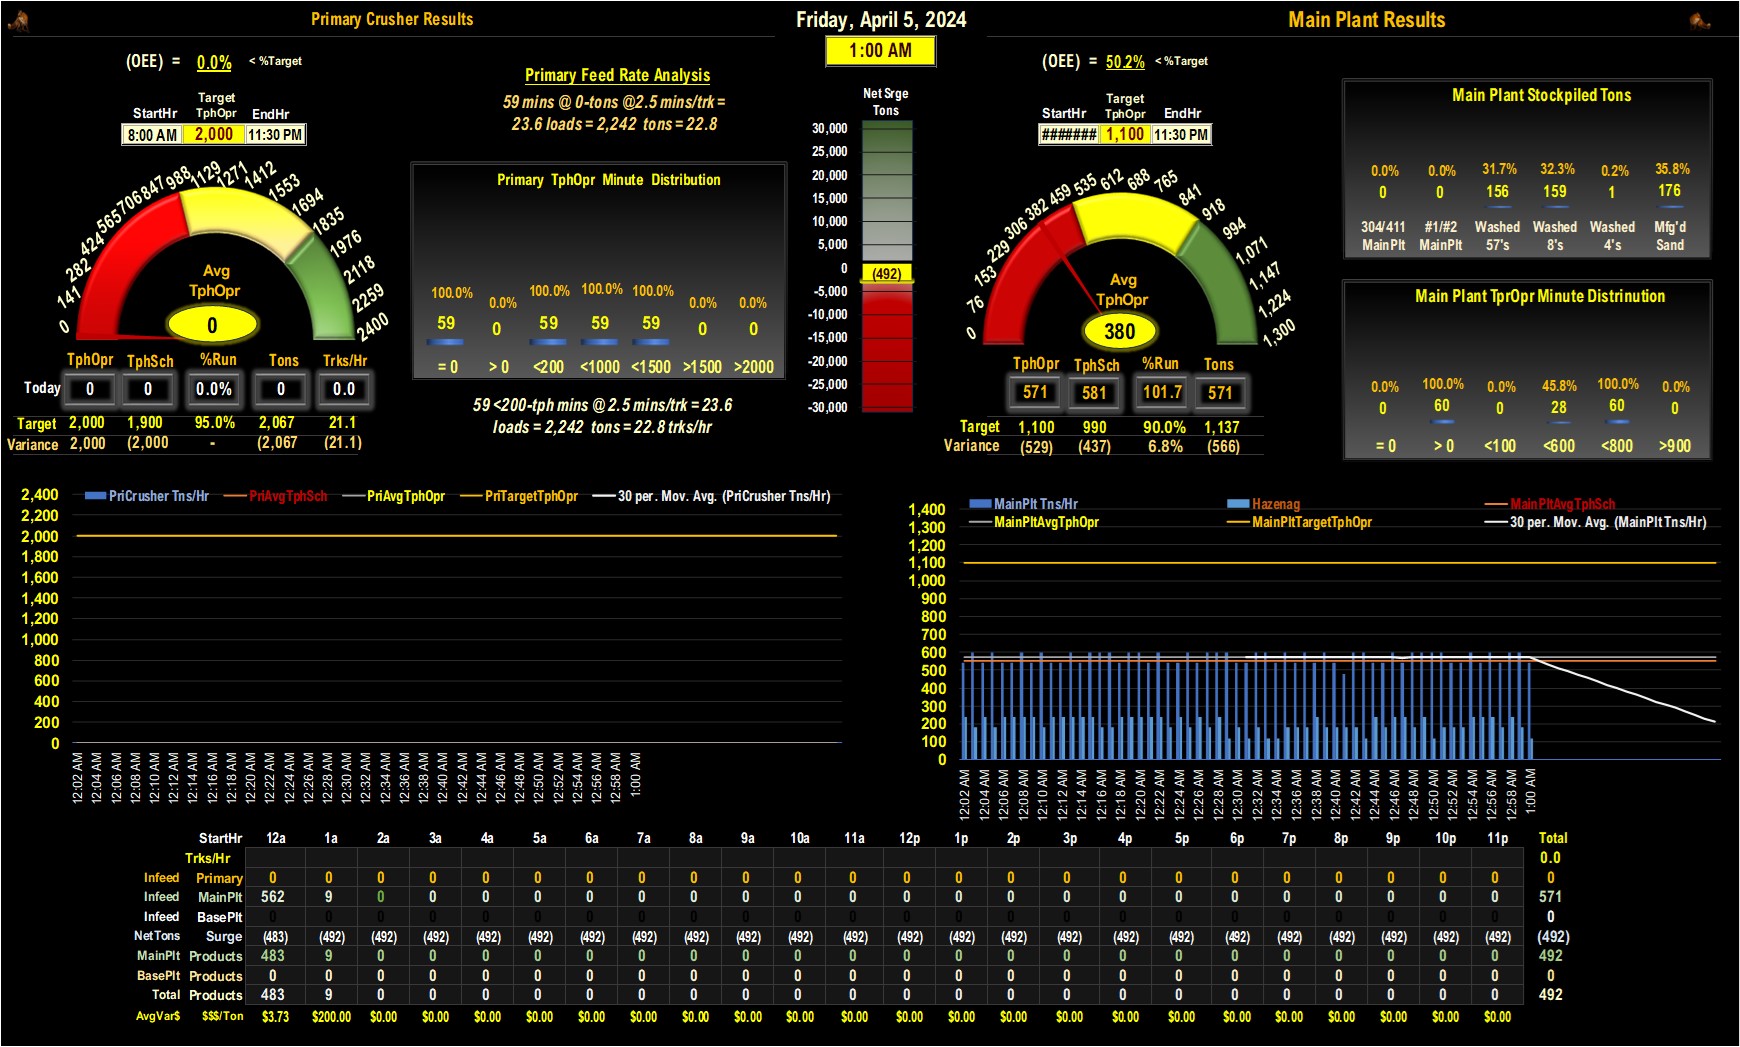 Primary Crusher Results
Friday, April 5, 2024
Main Plant Results
1:00 AM
(OEE) = 0.0% < %Target
Target
StartHr TphOpr EndHr
8:00 AM 2,000 11:30 PM
Primary Feed Rate Analysis
59 mins @ 0-tons @2.5 mins/trk =
23.6 loads = 2,242 tons = 22.8
0 141 282 424 565 706 847 988 1129 1271 1412 1553 1694 1835 1976 2118 2259 2400
Avg
TphOpr
0
TphOpr TphSch %Run Tons Trks/Hr
Today 0 0 0.0% 0 0.0
Target 2,000 1,900 95.0% 2,067 21.1
Variance 2,000 (2,000 - (2,067 (21.1)
Primary TphOpr Minute Distribution
100.0% 0.0% 100.0% 100.0% 100.0% 0.0% 0.0%
59 0 59 59 59 0 0
= 0 > 0 <200 <1000 <1500 >1500 >2000
59 <200-tph mins @ 2.5 mins/trk = 23.6
loads = 2,242 tons = 22.8 trks/hr
Net Srge
Tons
30,000
25,000
20,000
15,000
10,000
5,000
0
(492)
-5,000
-10,000
-15,000
-20,000
-25,000
-30,000
(OEE) = 50.2% < %Target
Target
StartHr TphOpr EndHr
####### 1,100 11:30 PM
0 76 153 229 306 382 459 535 612 688 765 841 918 994 1,071 1,147 1,224 1,300
Avg
TphOpr
380
TphOpr TphSch %Run Tons
571 581 101.7 571
Target 1,100 990 90.0% 1,137
Variance (529) (437) 6.8% (566)
Main Plant Stockpiled Tons
0.0% 0.0% 31.7% 32.3% 0.2% 35.8%
0 0 156 159 1 176
304/411 #1/#2 Washed Washed Washed Mfg'd
MainPlt MainPlt 57's 8's 4's Sand
Main Plant TprOpr Minute Distrinution
0.0% 100.0% 0.0% 45.8% 100.0% 0.0%
0 60 0 28 60 0
= 0 > 0 <100 <600 <800 >900
PriCrusher Tns/Hr PriAvgTphSch PriAvgTphOpr PriTargetTphOpr 30 per. Mov. Avg. (PriCrusher Tns/Hr)
2,400
2,200
2,000
1,800
1,600
1,400
1,200
1,000
800
600
400
200
0
12:02 AM 12:04 AM 12:06 AM 12:08 AM 12:10 AM 12:12 AM 12:14 AM 12:16 AM 12:18 AM 12:20 AM 12:22 AM 12:24 AM 12:26 AM 12:28 AM 12:30 AM 12:32 AM 12:34 AM 12:36 AM 12:38 AM 12:40 AM 12:42 AM 12:44 AM 12:46 AM 12:48 AM 12:50 AM 12:52 AM 12:54 AM 12:56 AM 12:58 AM 1:00 AM
MainPlt Tns/Hr Hazenag MainPltAvgTphSch
MainPltAvgTphOpr MainPltTargetTphOpr 30 per. Mov. Avg. (MainPlt Tns/Hr)
1,400
1,300
1,200
1,100
1,000
900
800
700
600
500
400
300
200
100
0
12:02 AM 12:04 AM 12:06 AM 12:08 AM 12:10 AM 12:12 AM 12:14 AM 12:16 AM 12:18 AM 12:20 AM 12:22 AM 12:24 AM 12:26 AM 12:28 AM 12:30 AM 12:32 AM 12:34 AM 12:36 AM 12:38 AM 12:40 AM 12:42 AM 12:44 AM 12:46 AM 12:48 AM 12:50 AM 12:52 AM 12:54 AM 12:56 AM 12:58 AM 1:00 AM
StartHr 12a 1a 2a 3a 4a 5a 6a 7a 8a 9a 10a 11a 12p 1p 2p 3p 4p 5p 6p 7p 8p 9p 10p 11p Total
Trks/Hr 0.0
Infeed Primary 0 0 0 0 0 0 0 0 0 0 0 0 0 0 0 0 0 0 0 0 0 0 0 0 0
Infeed MainPlt 562 9 0 0 0 0 0 0 0 0 0 0 0 0 0 0 0 0 0 0 0 0 0 0 571
Infeed BasePlt 0 0 0 0 0 0 0 0 0 0 0 0 0 0 0 0 0 0 0 0 0 0 0 0 0
NetTons Surge (483) (492) (492) (492) (492) (492) (492) (492) (492) (492) (492) (492) (492) (492) (492) (492) (492) (492) (492) (492) (492) (492) (492) (492) (492)
MainPlt Products 483 9 0 0 0 0 0 0 0 0 0 0 0 0 0 0 0 0 0 0 0 0 0 0 492
BasePlt Products 0 0 0 0 0 0 0 0 0 0 0 0 0 0 0 0 0 0 0 0 0 0 0 0 0
Total Products 483 9 0 0 0 0 0 0 0 0 0 0 0 0 0 0 0 0 0 0 0 0 0 0 492
AvgVar$ $$$/Ton $3.73 $200.00 $0.00 $0.00 $0.00 $0.00 $0.00 $0.00 $0.00 $0.00 $0.00 $0.00 $0.00 $0.00 $0.00 $0.00 $0.00 $0.00 $0.00 $0.00 $0.00 $0.00 $0.00 $0.00